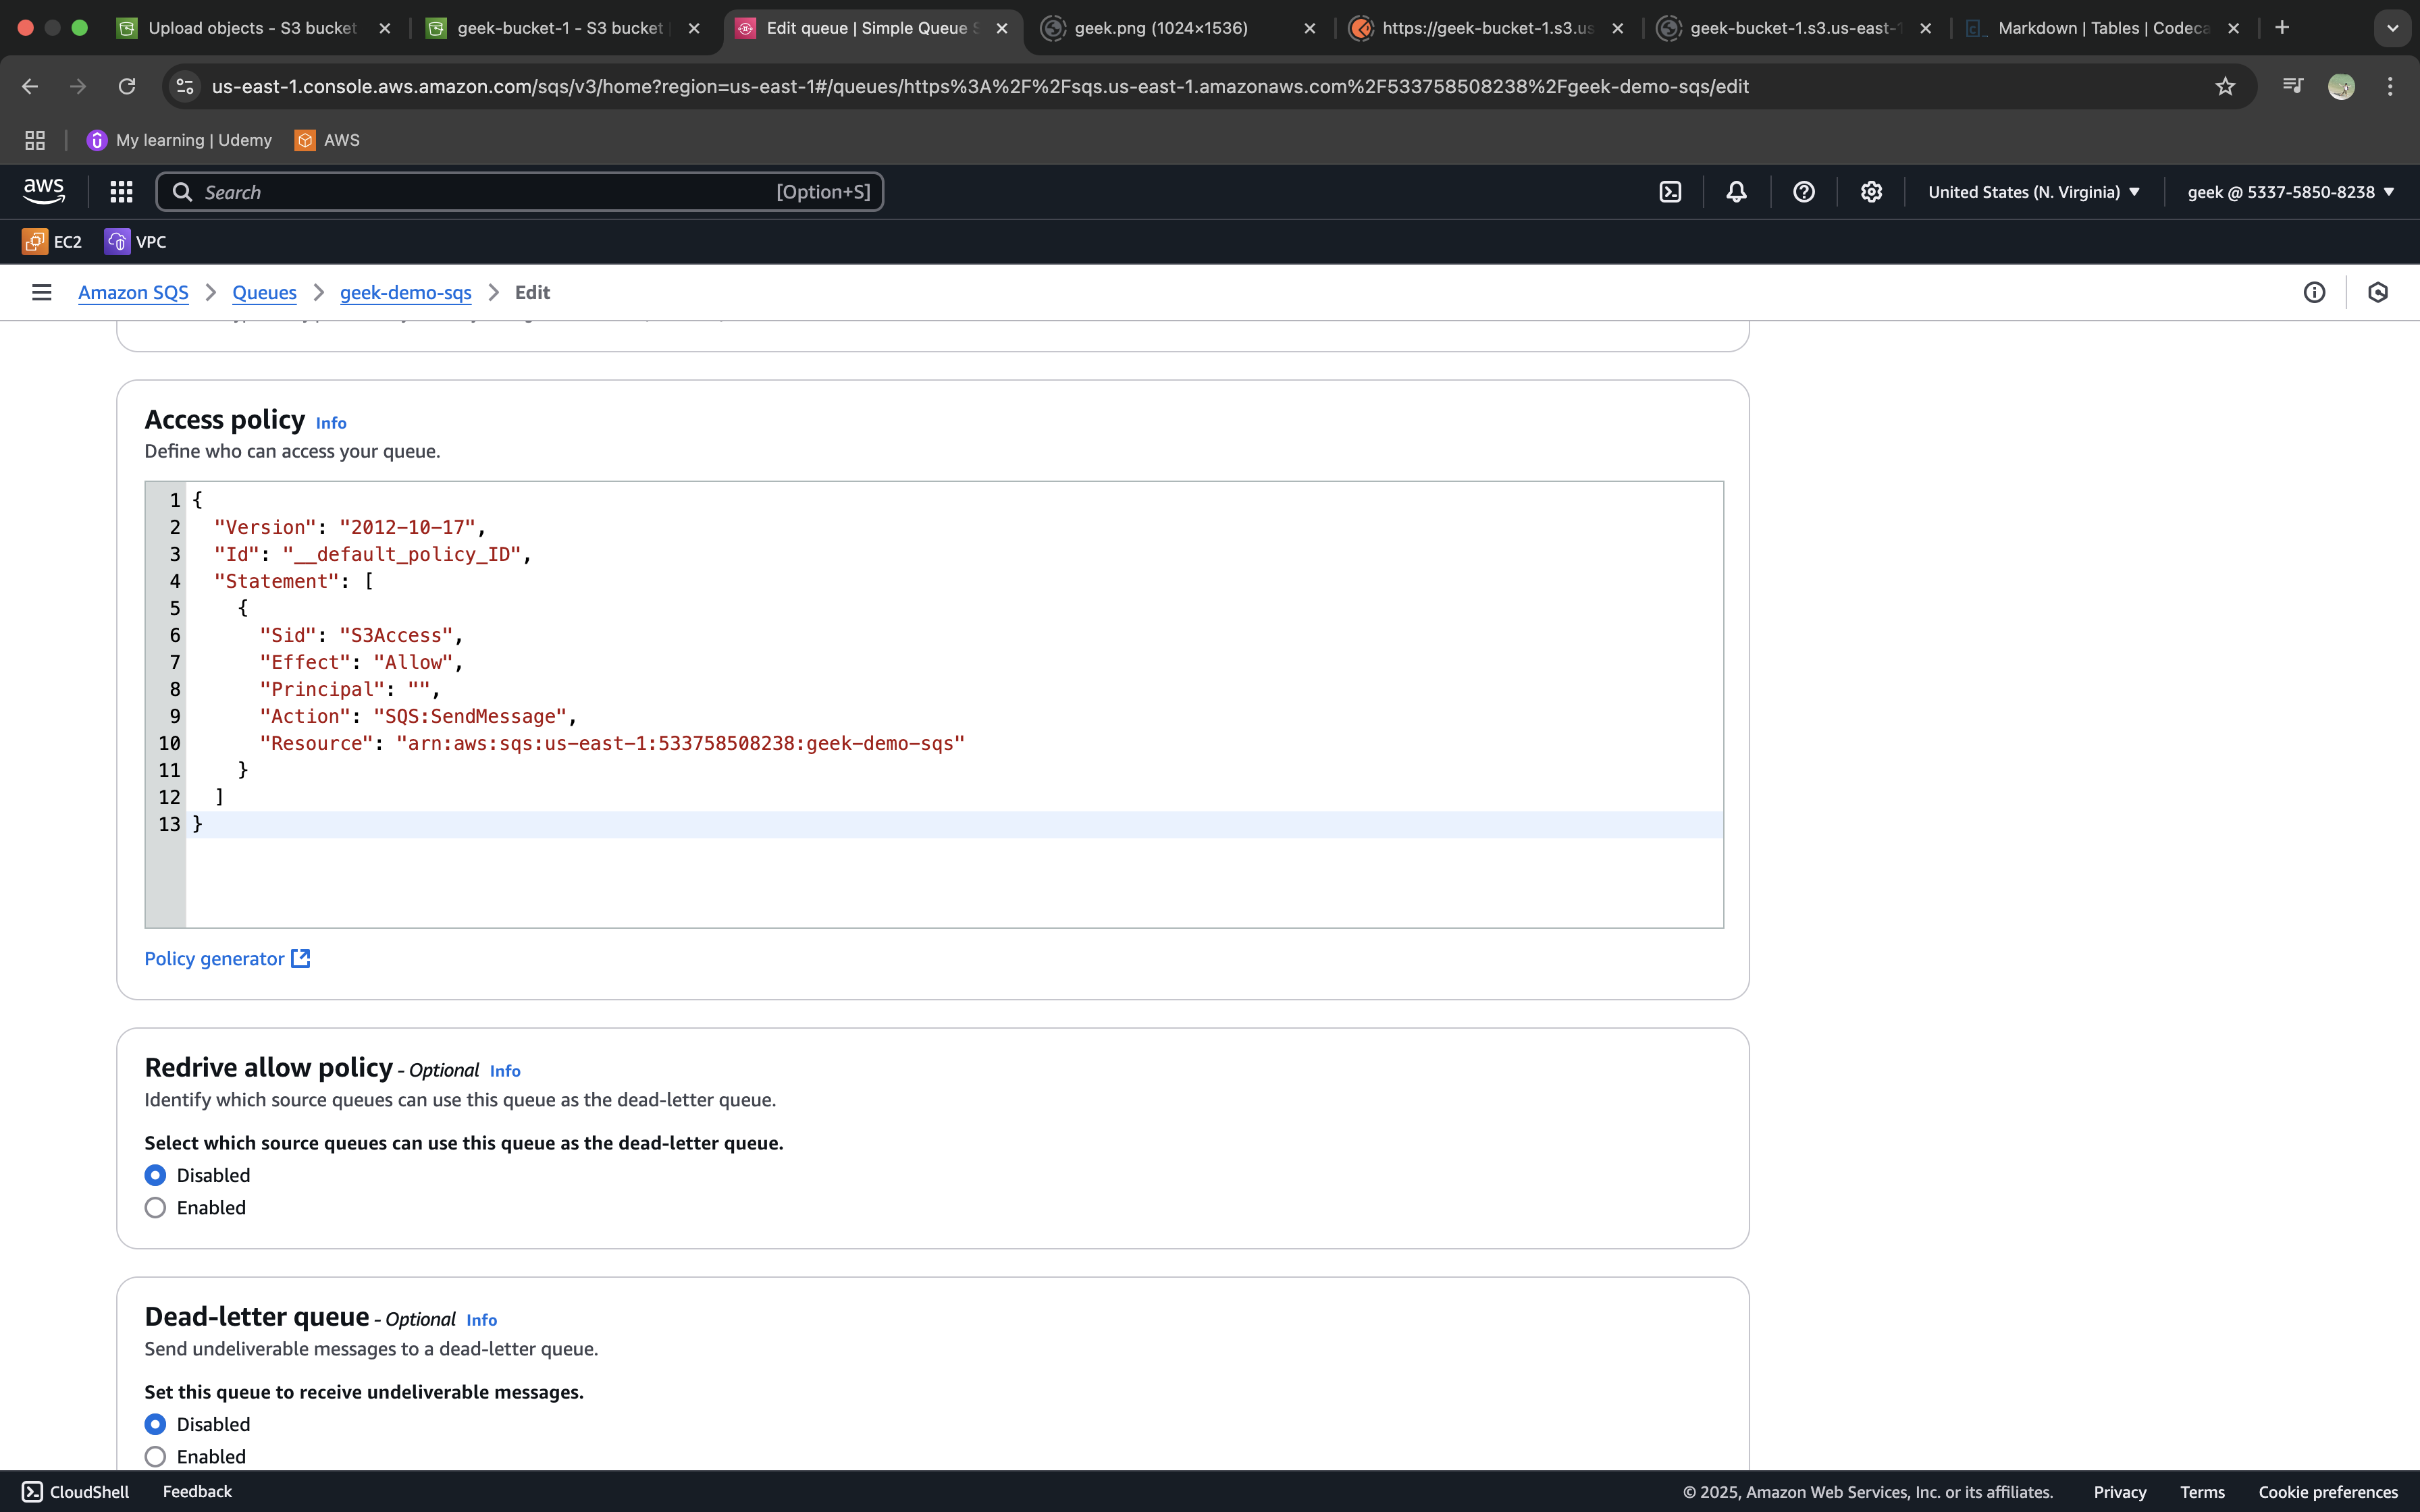 Upload objects - S3 bucket
geek-bucket-1 - S3 bucket
Edit queue | Simple Queue S
geek.png (1024×1536)
https://geek-bucket-1.s3.us
geek-bucket-1.s3.us-east-1
Markdown | Tables | Codeca
us-east-1.console.aws.amazon.com/sqs/v3/home?region=us-east-1#/queues/https%3A%2F%2Fsqs.us-east-1.amazonaws.com%2F533758508238%2Fgeek-demo-sqs/edit
My learning | Udemy
AWS
aws
Search [Option+S]
United States (N. Virginia)
geek @ 5337-5850-8238
EC2
VPC
Amazon SQS > Queues > geek-demo-sqs > Edit
Access policy Info
Define who can access your queue.
1 {
2 "Version": "2012-10-17",
3 "Id": "__default_policy_ID",
4 "Statement": [
5 {
6 "Sid": "S3Access",
7 "Effect": "Allow",
8 "Principal": "",
9 "Action": "SQS:SendMessage",
10 "Resource": "arn:aws:sqs:us-east-1:533758508238:geek-demo-sqs"
11 }
12 ]
13 }
Policy generator
Redrive allow policy - Optional Info
Identify which source queues can use this queue as the dead-letter queue.
Select which source queues can use this queue as the dead-letter queue.
Disabled
Enabled
Dead-letter queue - Optional Info
Send undeliverable messages to a dead-letter queue.
Set this queue to receive undeliverable messages.
Disabled
Enabled
CloudShell
Feedback
© 2025, Amazon Web Services, Inc. or its affiliates.
Privacy
Terms
Cookie preferences